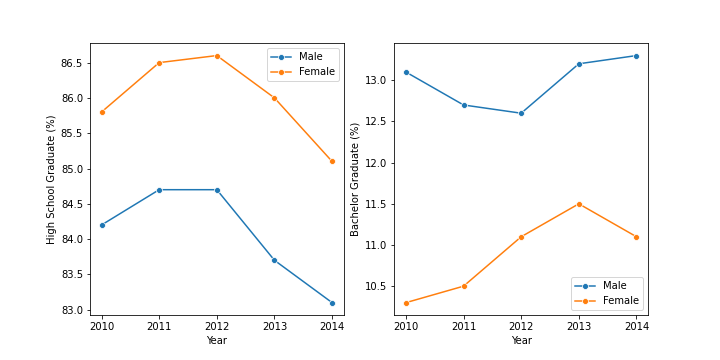 High School Graduate (%)
86.5
86.0
85.5
85.0
84.5
84.0
83.5
83.0
2010 2011 2012 2013 2014
Year
Male
Female
Bachelor Graduate (%)
13.0
12.5
12.0
11.5
11.0
10.5
2010 2011 2012 2013 2014
Year
Male
Female